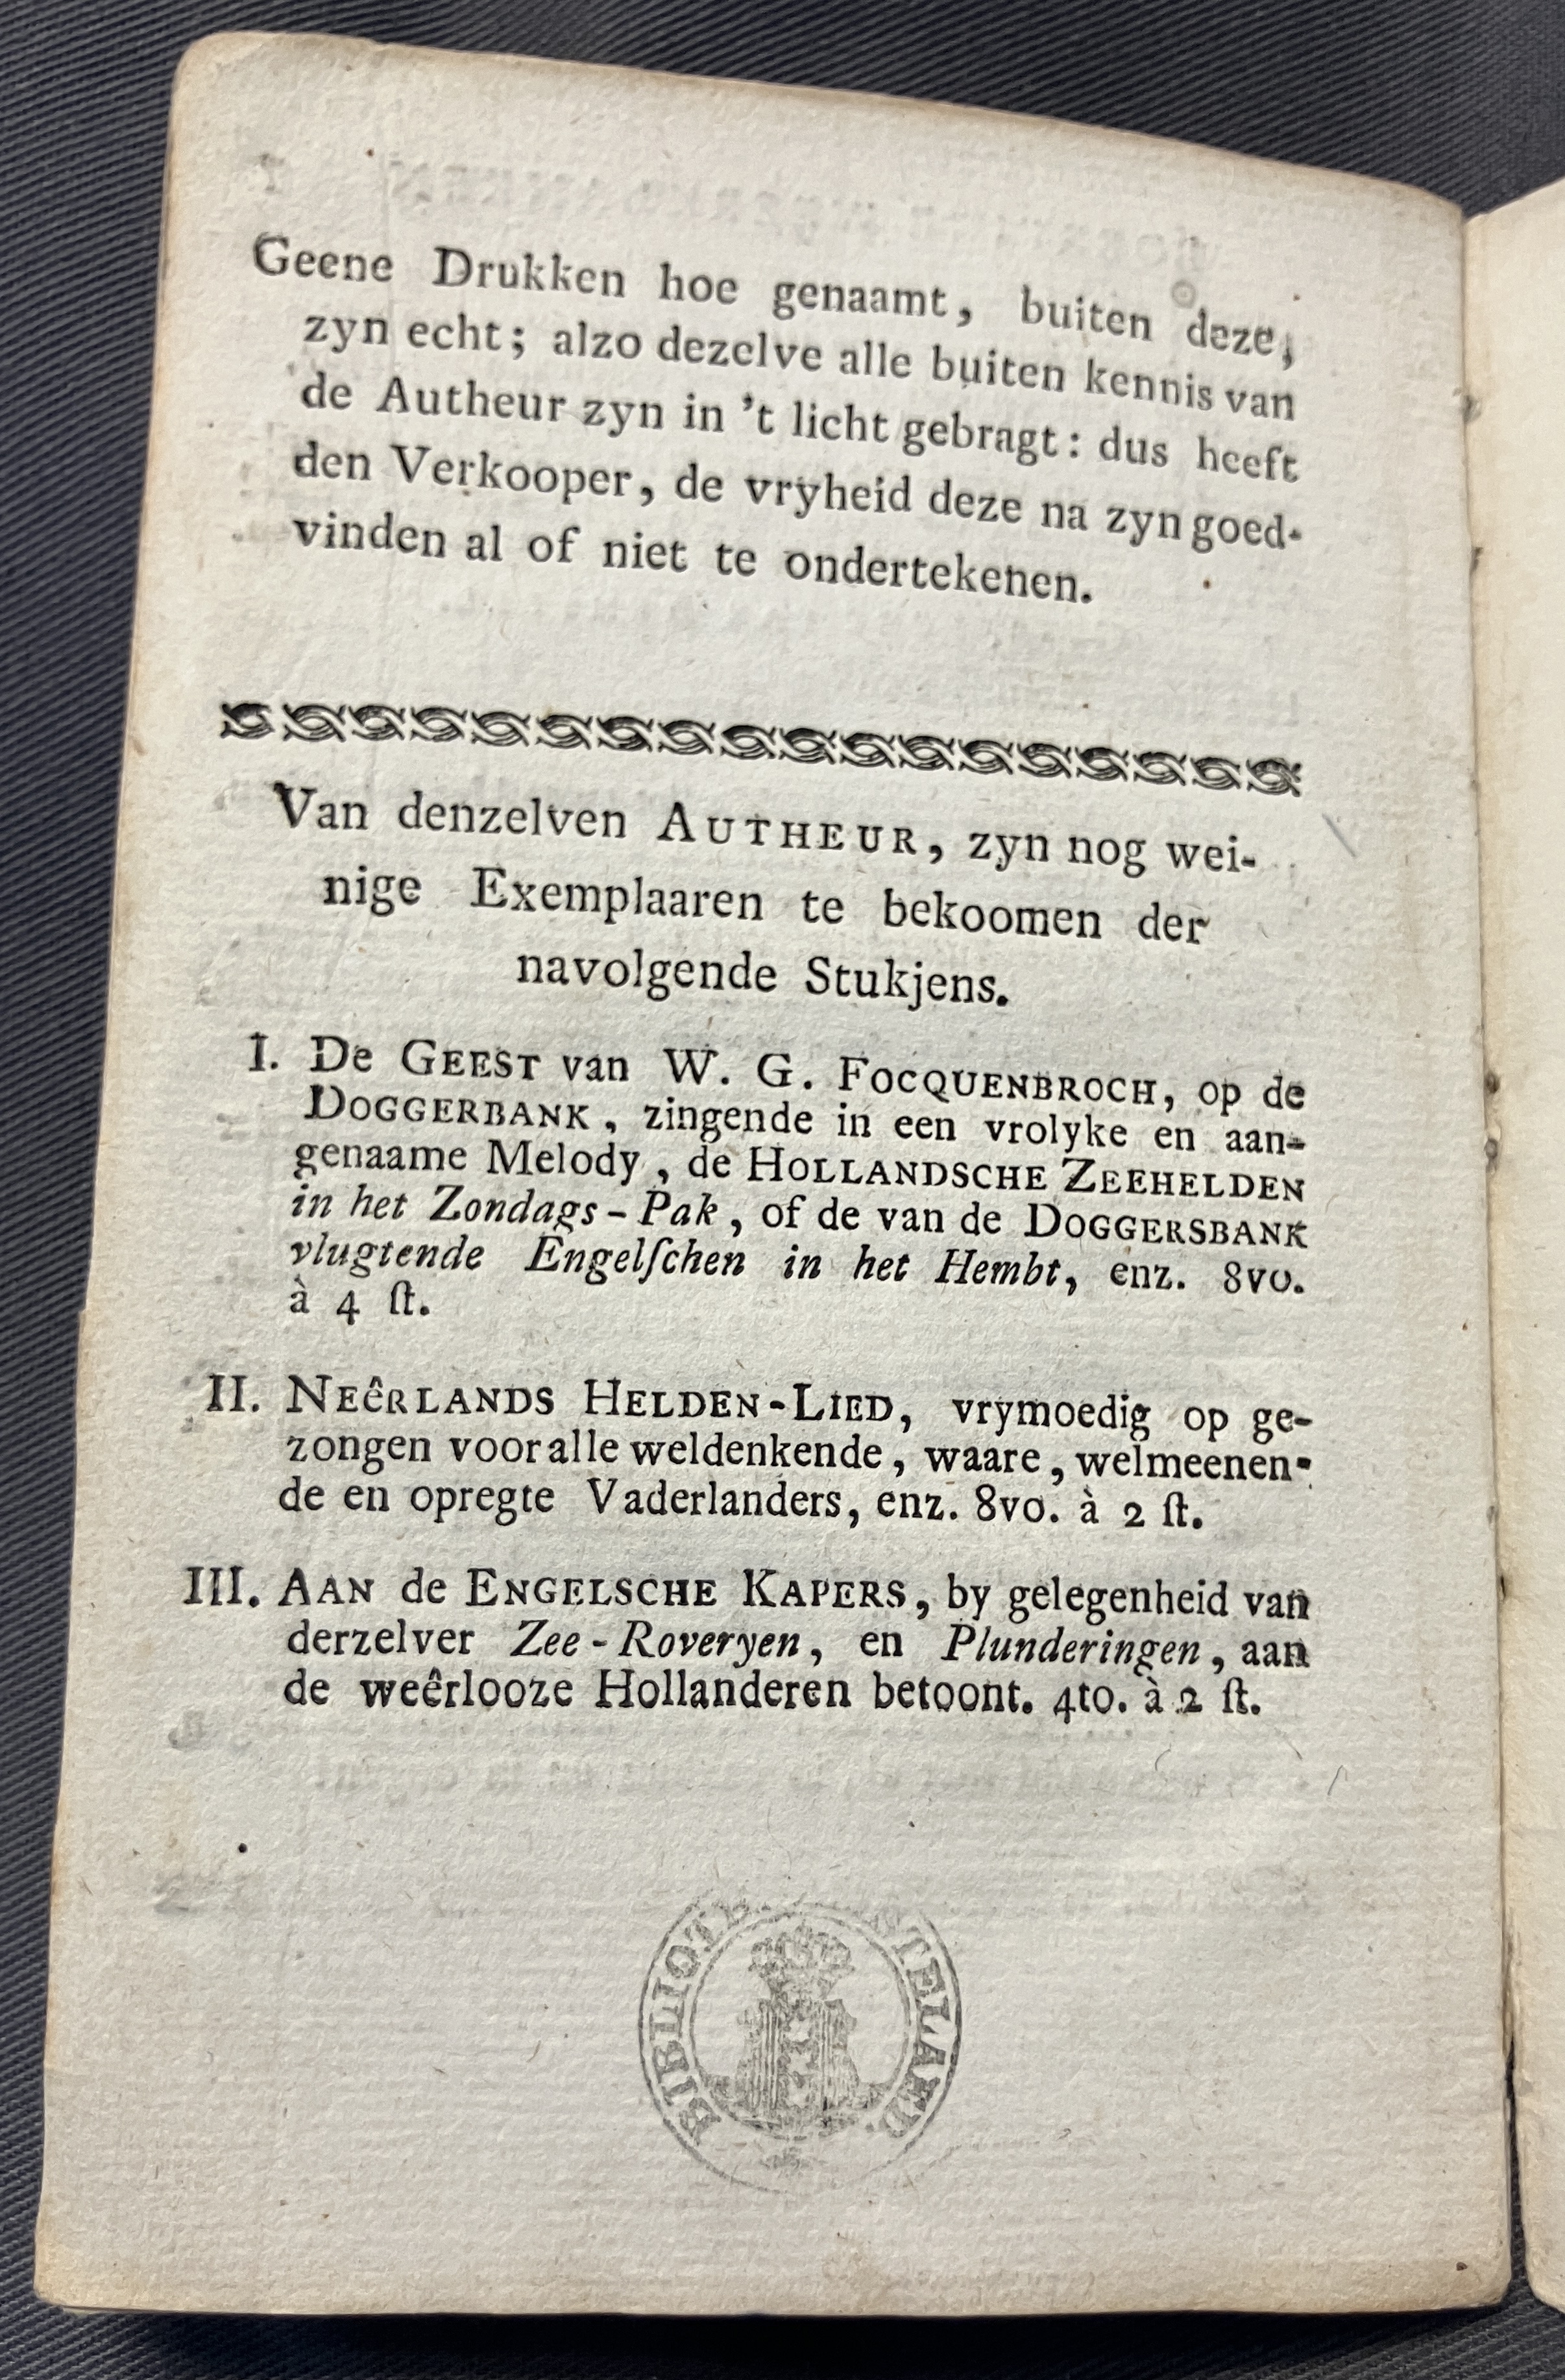 Geene Drukken hoe genaamt, buiten deze,
zyn echt; alzo dezelve alle buiten kennis van
de Autheur zyn in 't licht gebragt: dus heeft
den Verkooper, de vryheid deze na zyn goed-
vinden al of niet te ondertekenen.
Van denzelven AUTHEUR, zyn nog wei-
nige Exemplaaren te bekoomen der
navolgende Stukjens.
I. De GEEST van W. G. FOCQUENBROCH, op de
DOGGERBANK, zingende in een vrolyke en aan-
genaame Melody, de HOLLANDSCHE ZEEHELDEN
in het Zondags-Pak, of de van de DOGGERSBANK
vlugtende Engelſchen in het Hembt, enz. 8vo.
à 4 ſt.
II. NEêRLANDS HELDEN-LIED, vrymoedig op ge-
zongen voor alle weldenkende, waare, welmeenen-
de en opregte Vaderlanders, enz. 8vo. à 2 ſt.
III. AAN de ENGELSCHE KAPERS, by gelegenheid van
derzelver Zee-Roveryen, en Plunderingen, aan
de weêrlooze Hollanderen betoont. 4to. à 2 ſt.